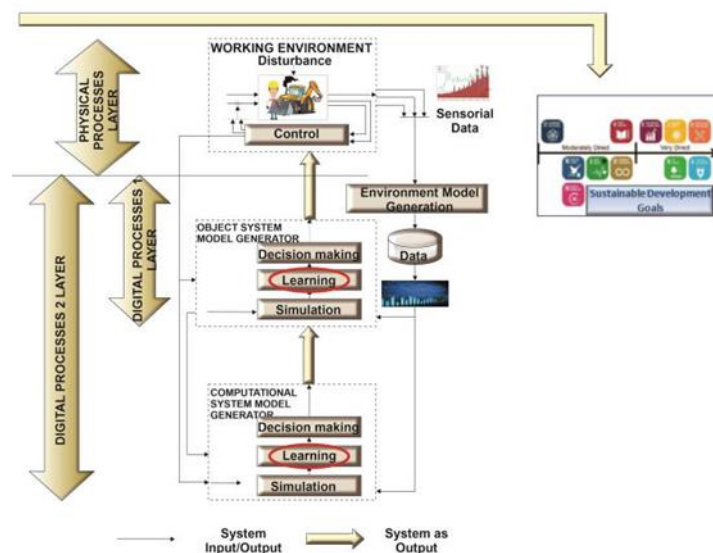 WORKING ENVIRONMENT
Disturbance
Control
Sensorial
Data
PHYSICAL
PROCESSES
LAYER
Moderately Direct
Very Direct
Sustainable Development
Goals
Environment Model
Generation
Data
OBJECT SYSTEM
MODEL GENERATOR
Decision making
Learning
Simulation
DIGITAL PROCESSES 1
LAYER
DIGITAL PROCESSES 2 LAYER
COMPUTATIONAL
SYSTEM MODEL
GENERATOR
Decision making
Learning
Simulation
System
Input/Output
System as
Output